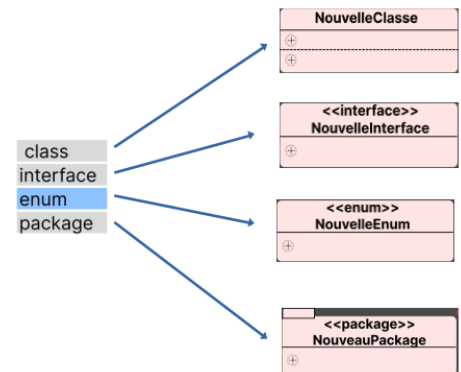 class
interface
enum
package
NouvelleClasse
<<interface>>
NouvelleInterface
<<enum>>
NouvelleEnum
<<package>>
NouveauPackage